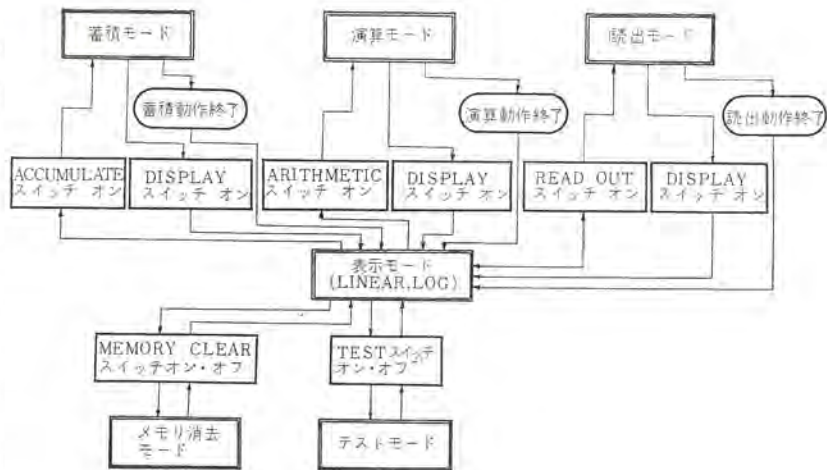 蓄積モード
演算モード
読出モード
蓄積動作終了
演算動作終了
読出動作終了
ACCUMULATE
スイッチ オン
DISPLAY
スイッチ オン
ARITHMETIC
スイッチ オン
DISPLAY
スイッチ オン
READ OUT
スイッチ オン
DISPLAY
スイッチ オン
表示モード
(LINEAR,LOG)
MEMORY CLEAR
スイッチオン・オフ
TESTスイッチ
オン・オフ
メモリ消去
モード
テストモード